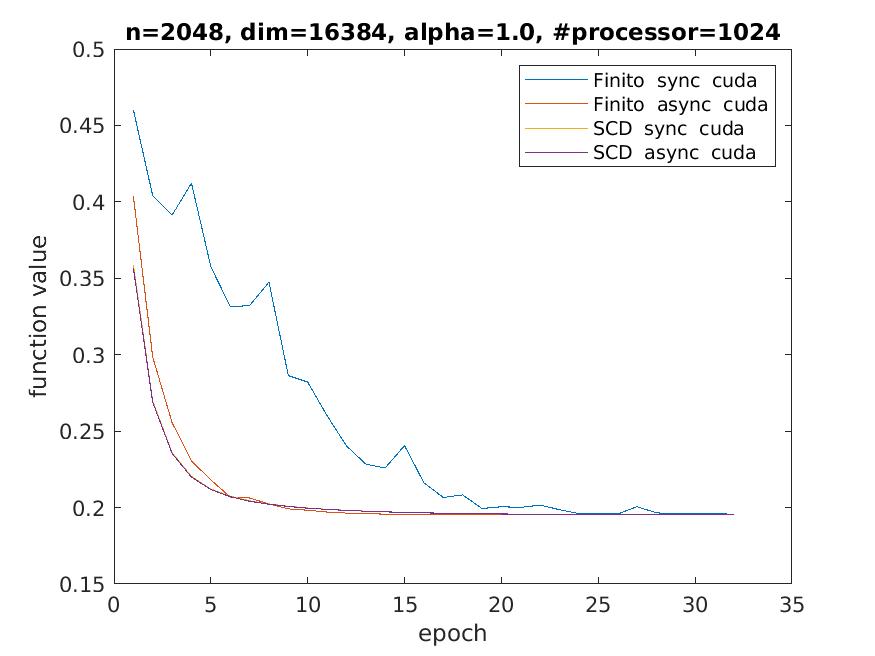 n=2048, dim=16384, alpha=1.0, #processor=1024
0.5
0.45
0.4
0.35
0.3
0.25
0.2
0.15
function value
Finito sync cuda
Finito async cuda
SCD sync cuda
SCD async cuda
0 5 10 15 20 25 30 35
epoch